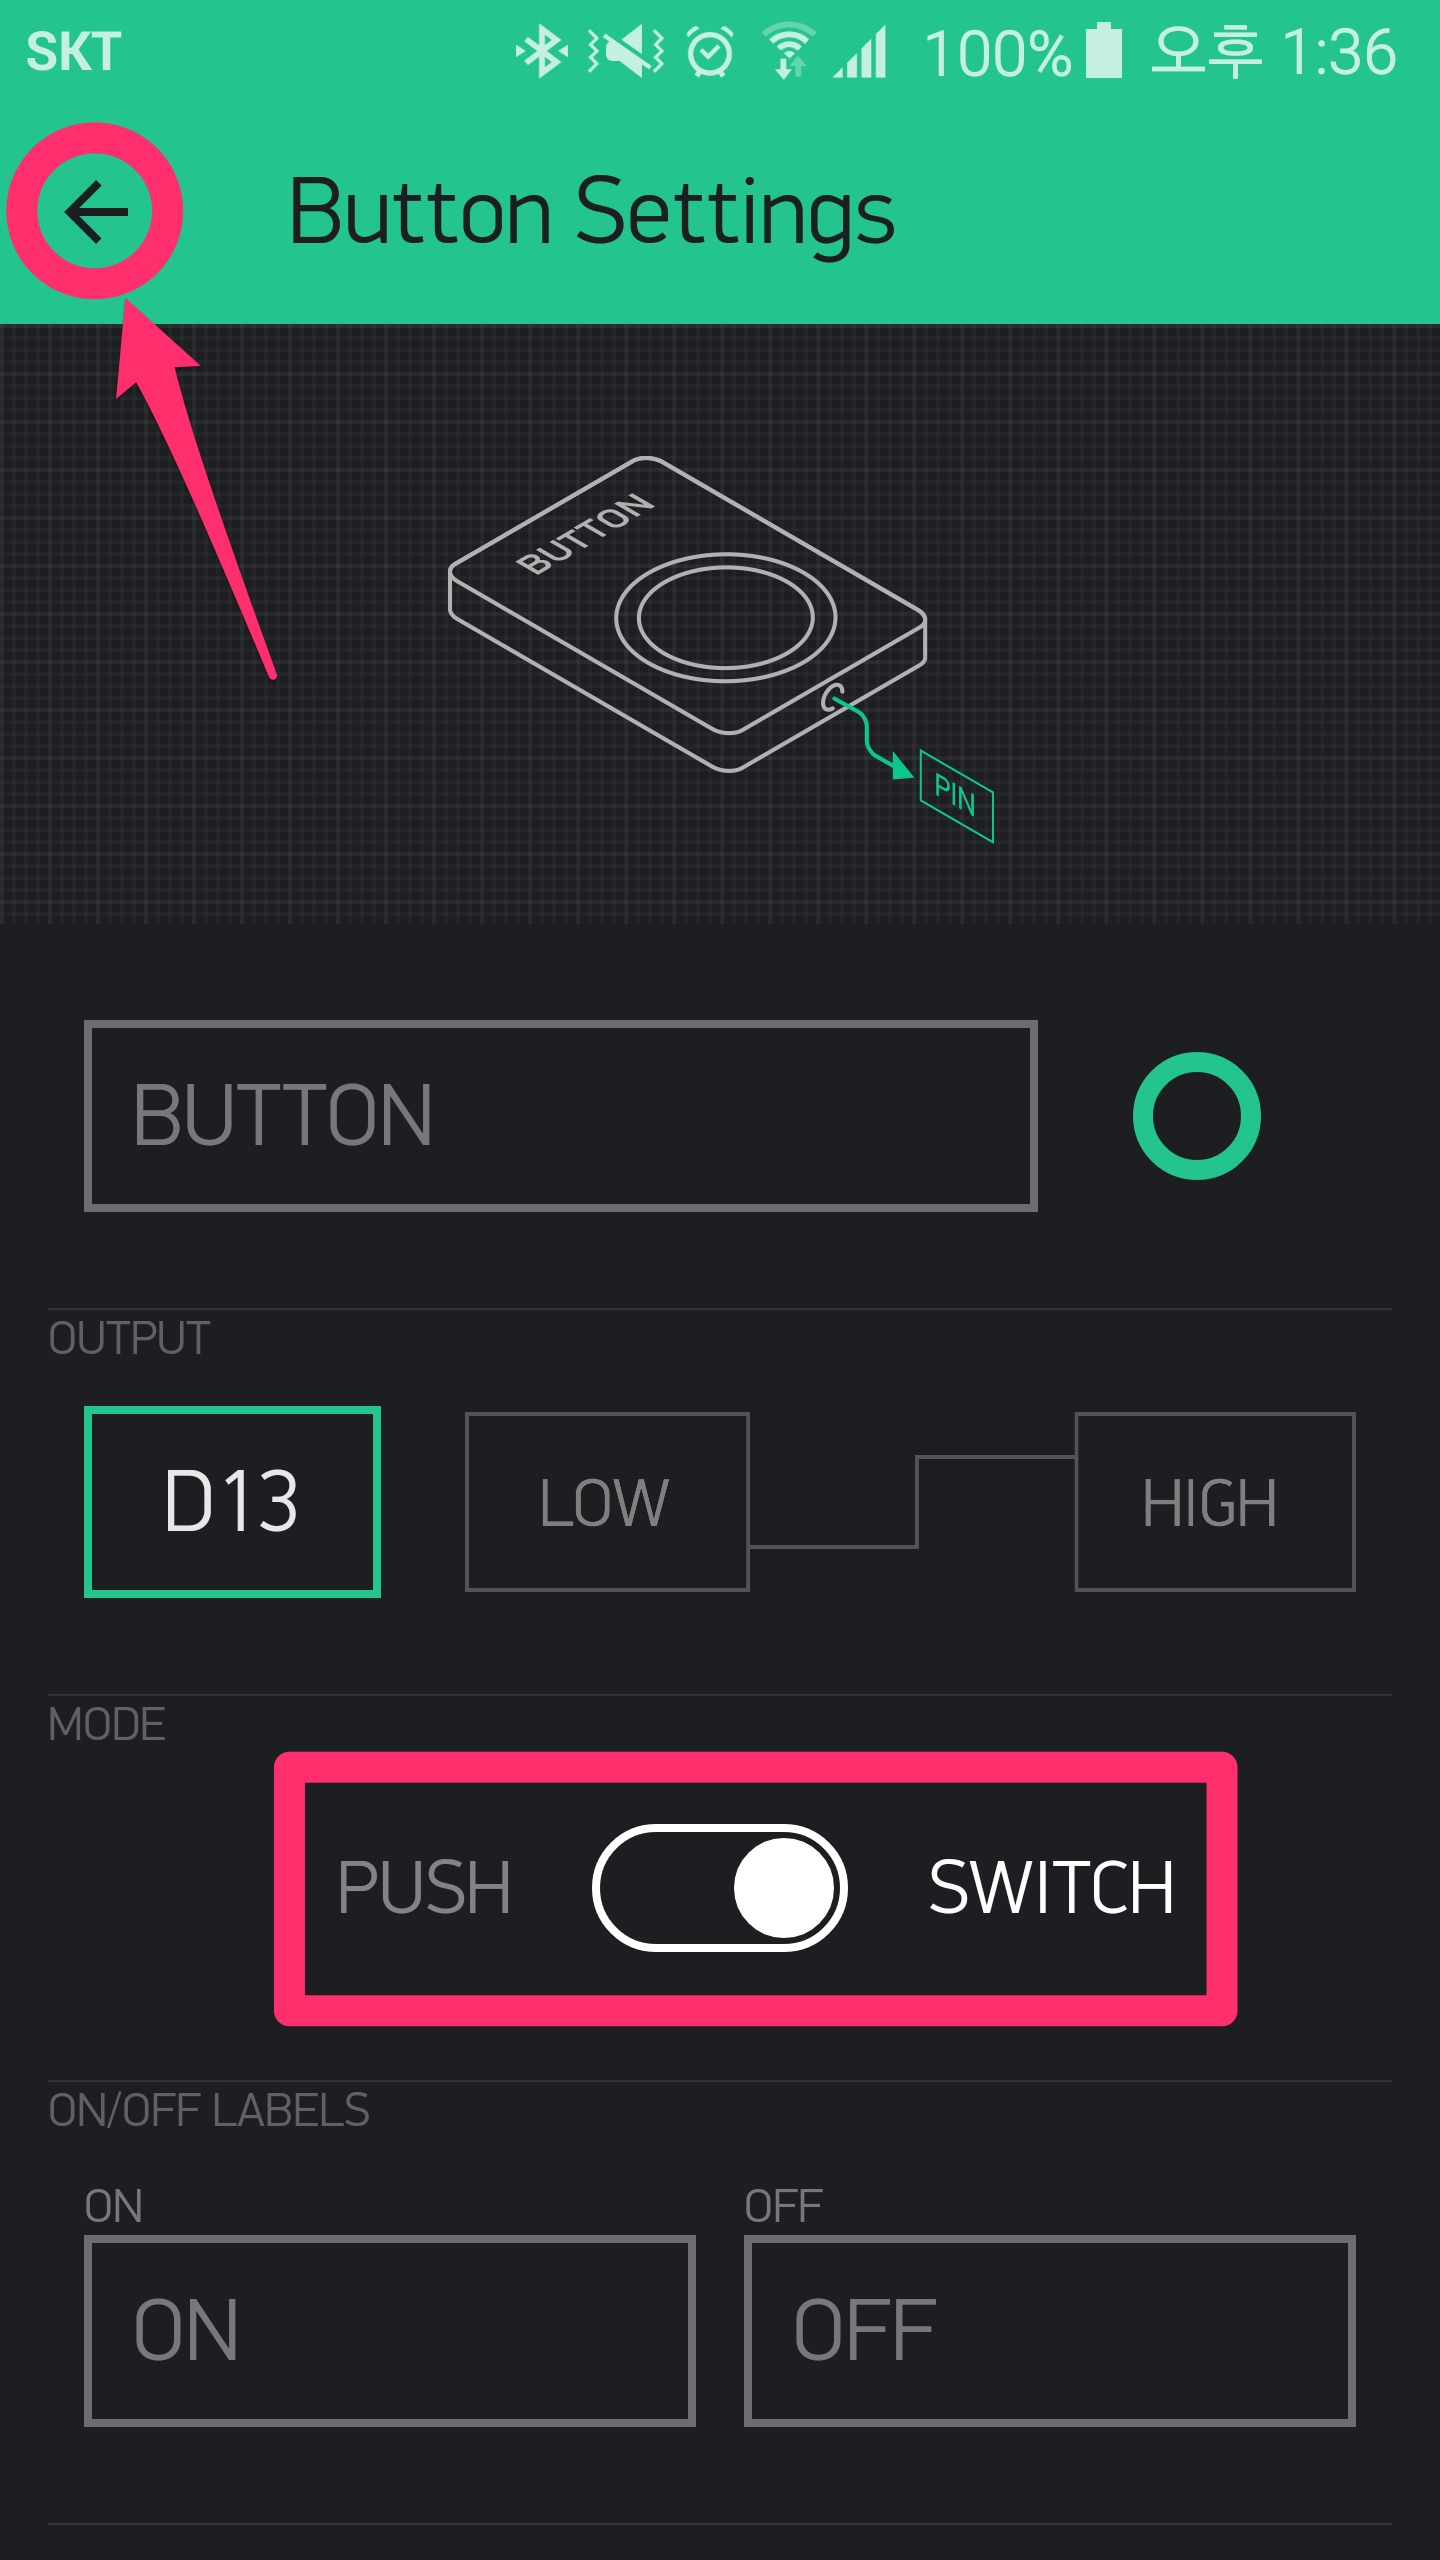 SKT 100% 오후 1:36
Button Settings
BUTTON
PIN
BUTTON
OUTPUT
D13 LOW HIGH
MODE
PUSH SWITCH
ON/OFF LABELS
ON OFF
ON OFF